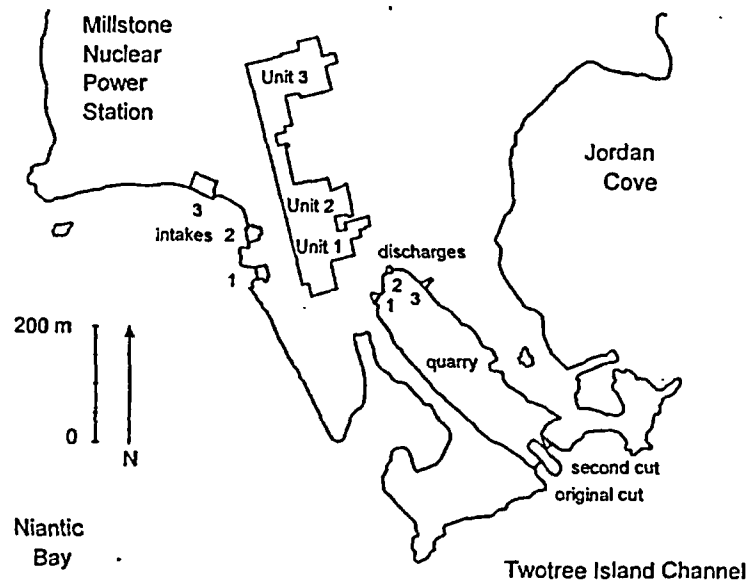 Millstone
Nuclear
Power
Station
Unit 3
Jordan
Cove
3
Unit 2
intakes 2
Unit 1
discharges
1
2
1 3
200 m
quarry
0
N
second cut
original cut
Niantic
Bay
Twotree Island Channel